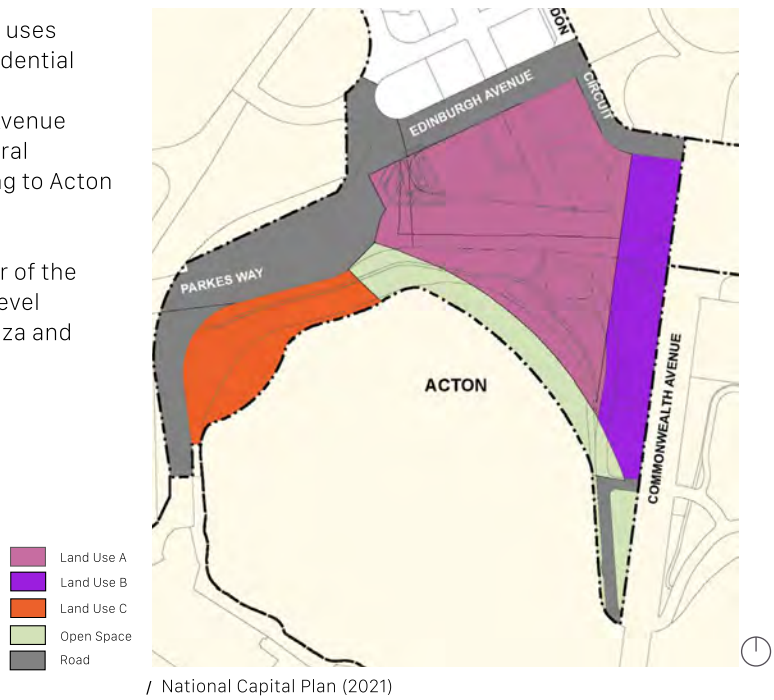 uses
dential
venue
ral
g to Acton
r of the
evel
za and
DON
EDINBURGH AVENUE
CIRCUIT
PARKES WAY
ACTON
COMMONWEALTH AVENUE
Land Use A
Land Use B
Land Use C
Open Space
Road
/ National Capital Plan (2021)